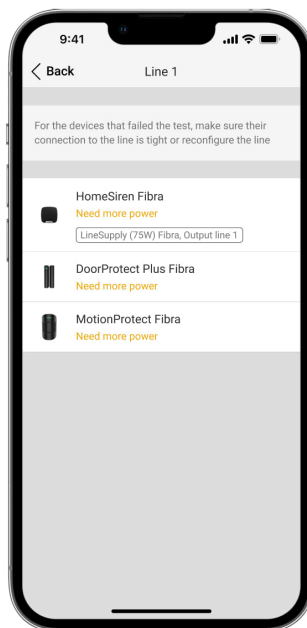 9:41
Back
Line 1
For the devices that failed the test, make sure their
connection to the line is tight or reconfigure the line
HomeSiren Fibra
Need more power
LineSupply (75W) Fibra, Output line 1
DoorProtect Plus Fibra
Need more power
MotionProtect Fibra
Need more power